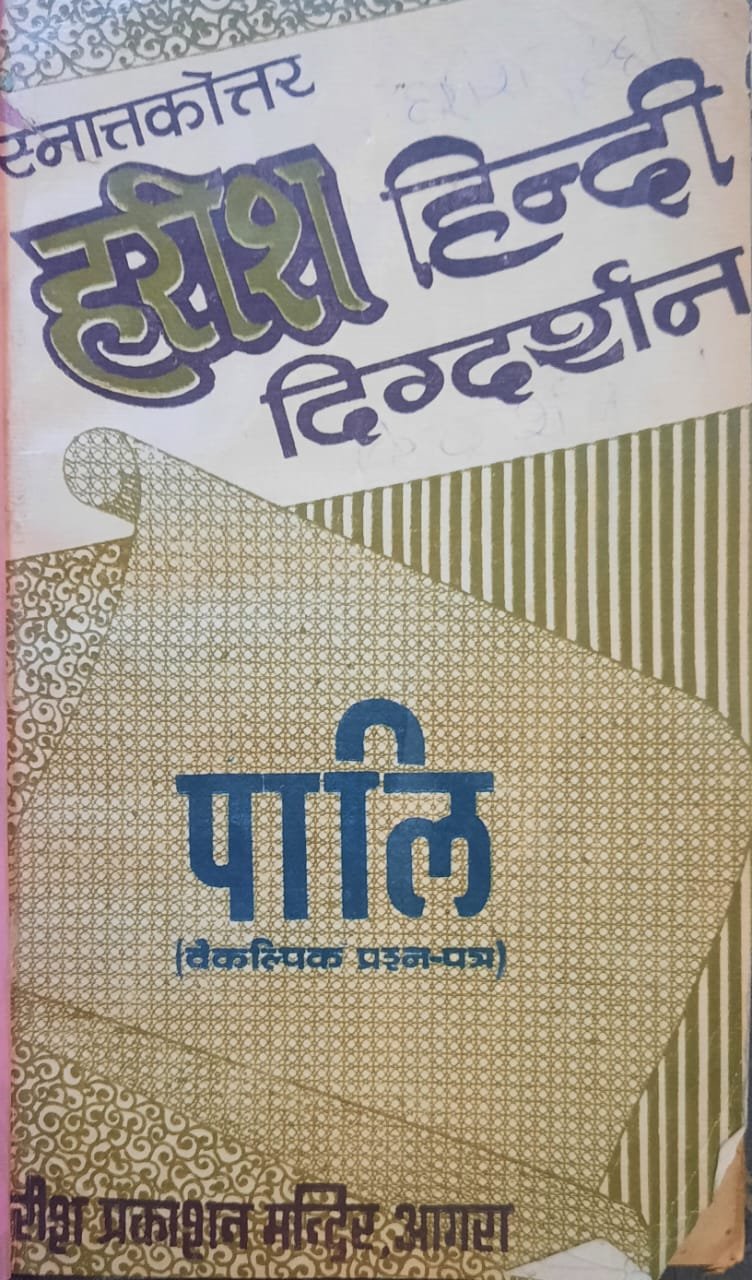 स्नात्तकोत्तर
हरीश हिन्दी
दिग्दर्शन
पालि
(वैकल्पिक प्रश्न-पत्र)
रीश प्रकाशन मन्दिर, आगरा